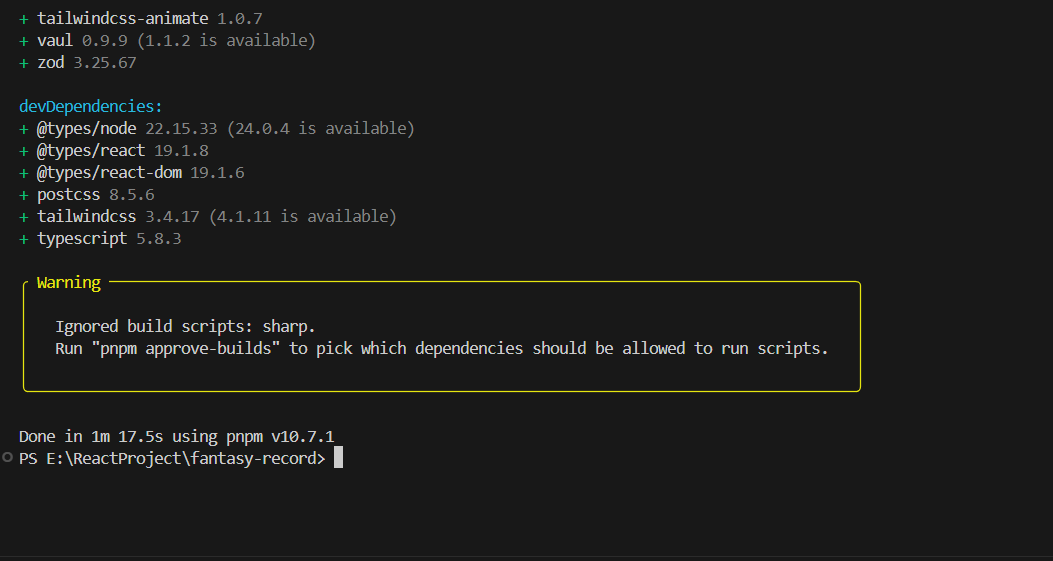 + tailwindcss-animate 1.0.7
+ vaul 0.9.9 (1.1.2 is available)
+ zod 3.25.67
devDependencies:
+ @types/node 22.15.33 (24.0.4 is available)
+ @types/react 19.1.8
+ @types/react-dom 19.1.6
+ postcss 8.5.6
+ tailwindcss 3.4.17 (4.1.11 is available)
+ typescript 5.8.3
Warning
Ignored build scripts: sharp.
Run "pnpm approve-builds" to pick which dependencies should be allowed to run scripts.
Done in 1m 17.5s using pnpm v10.7.1
PS E:\ReactProject\fantasy-record>